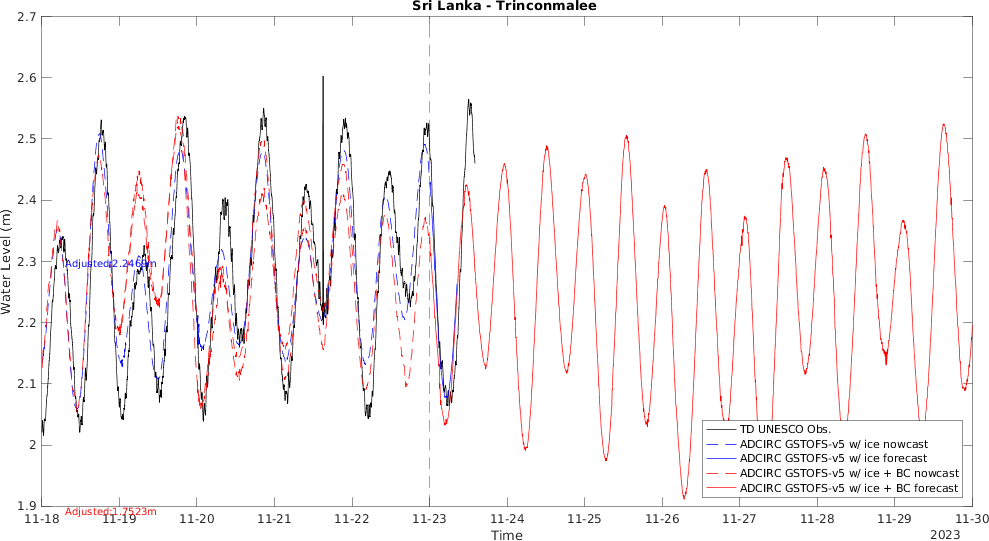 Sri Lanka - Trinconmalee
2.7
2.6
2.5
2.4
2.3
2.2
2.1
2
1.9
Water Level (m)
Adjusted:2.2469m
Adjusted:1.7523m
TD UNESCO Obs.
ADCIRC GSTOFS-v5 w/ ice nowcast
ADCIRC GSTOFS-v5 w/ ice forecast
ADCIRC GSTOFS-v5 w/ ice + BC nowcast
ADCIRC GSTOFS-v5 w/ ice + BC forecast
11-18 11-19 11-20 11-21 11-22 11-23 11-24 11-25 11-26 11-27 11-28 11-29 11-30
Time
2023